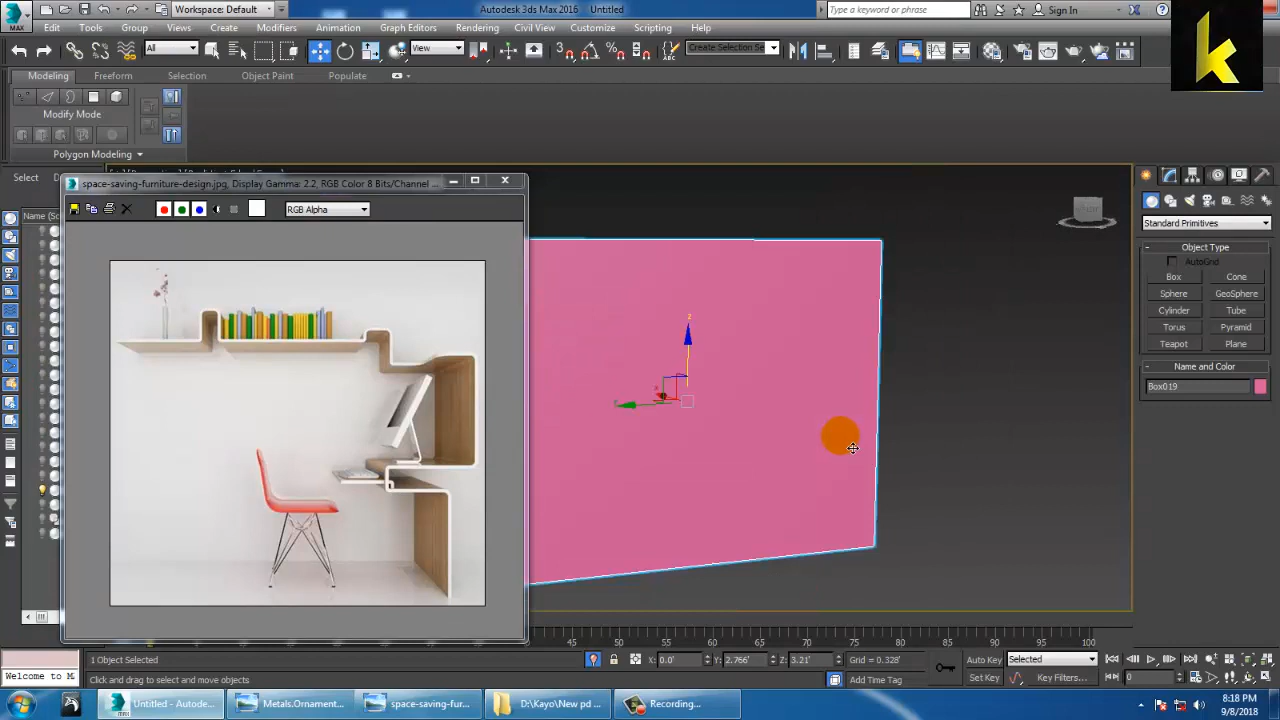 MAX
Workspace: Default
Autodesk 3ds Max 2016 Untitled
Type a keyword or phrase
Sign In
Edit Tools Group Views Create Modifiers Animation Graph Editors Rendering Civil View Customize Scripting Help
All
View
Create Selection Se
Modeling Freeform Selection Object Paint Populate
Modify Mode
Polygon Modeling
Select
space-saving-furniture-design.jpg, Display Gamma: 2.2, RGB Color 8 Bits/Channel ...
RGB Alpha
Name (So
Standard Primitives
Object Type
AutoGrid
Box Cone
Sphere GeoSphere
Cylinder Tube
Torus Pyramid
Teapot Plane
Name and Color
Box019
z
45 50 55 60 65 70 75 80 85 90 95 100
1 Object Selected
X: 0.0' Y: 2.766' Z: 3.21' Grid = 0.328'
Auto Key Selected
Welcome to M
Click and drag to select and move objects
Add Time Tag
Set Key Key Filters...
0
Untitled - Autode...
Metals.Ornament...
space-saving-fur...
D:\Kayo\New pd ...
Recording...
8:18 PM
9/8/2018